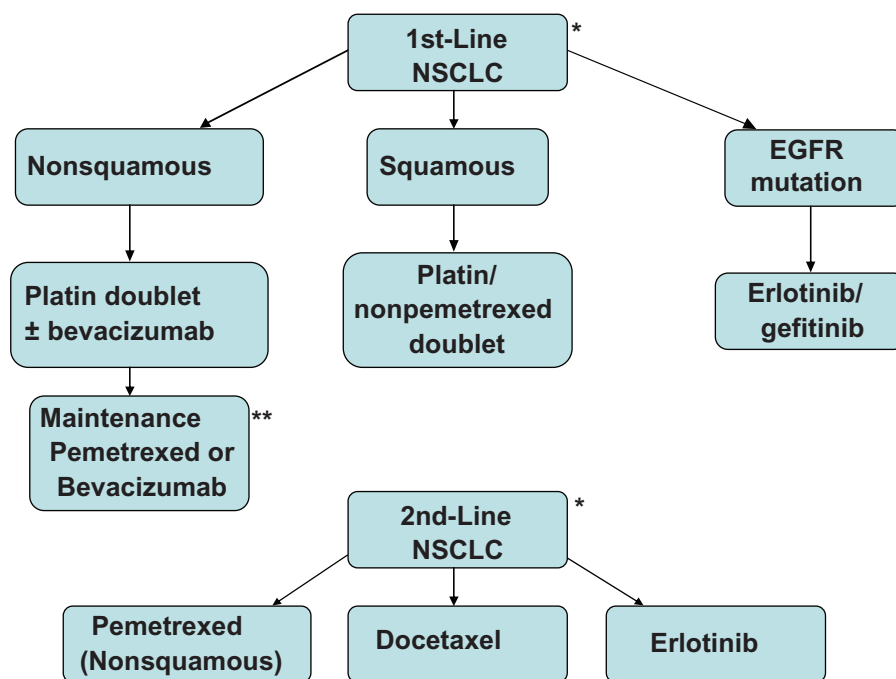 1st-Line
NSCLC
*
Nonsquamous
Squamous
EGFR
mutation
Platin doublet
± bevacizumab
Platin/
nonpemetrexed
doublet
Erlotinib/
gefitinib
Maintenance
Pemetrexed or
Bevacizumab
**
2nd-Line
NSCLC
*
Pemetrexed
(Nonsquamous)
Docetaxel
Erlotinib